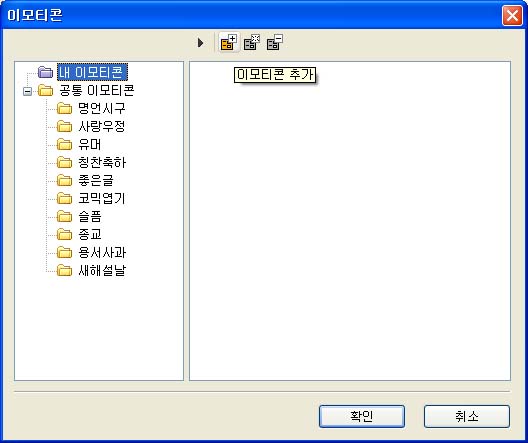 이모티콘
이모티콘 추가
내 이모티콘
공통 이모티콘
명언시구
사랑우정
유머
칭찬축하
좋은글
코믹엽기
슬픔
종교
용서사과
새해설날
확인
취소